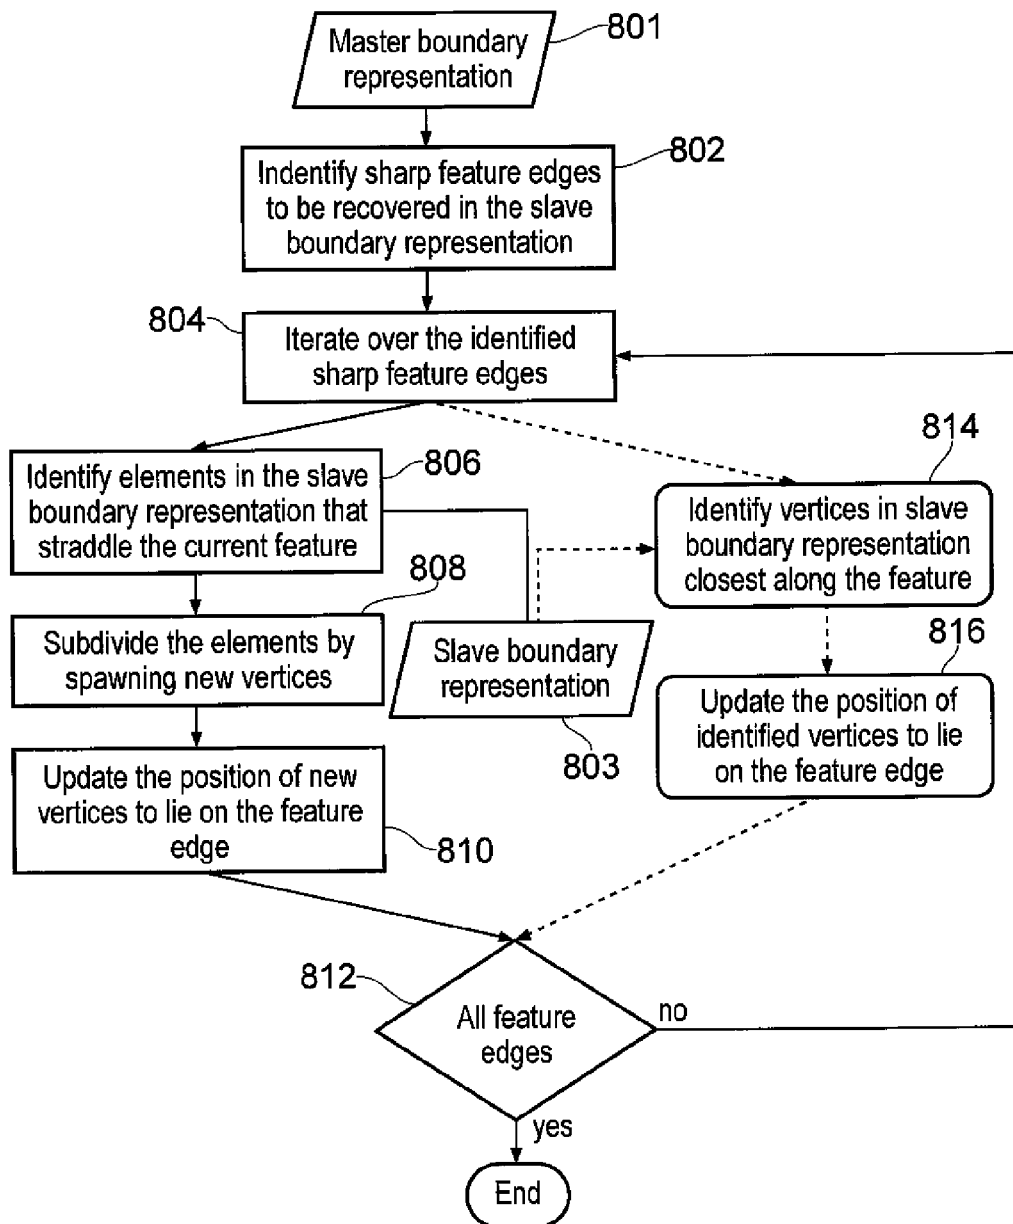 801
Master boundary
representation
802
Indentify sharp feature edges
to be recovered in the slave
boundary representation
804
Iterate over the identified
sharp feature edges
814
806
Identify elements in the slave
boundary representation that
straddle the current feature
Identify vertices in slave
boundary representation
closest along the feature
808
Subdivide the elements by
spawning new vertices
Slave boundary
representation
803
816
Update the position of
identified vertices to lie
on the feature edge
Update the position of new
vertices to lie on the feature
edge
810
812
All feature
edges
no
yes
End